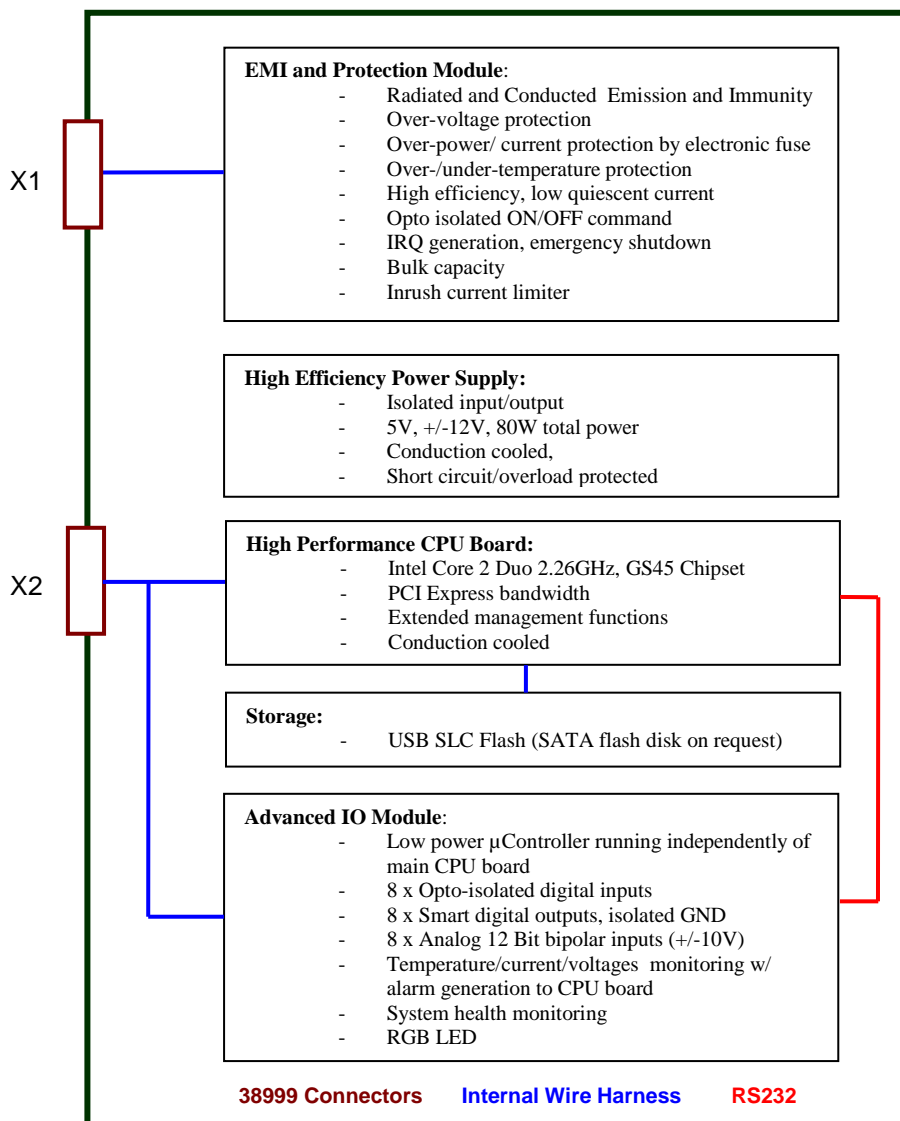 EMI and Protection Module:
- Radiated and Conducted Emission and Immunity
- Over-voltage protection
- Over-power/ current protection by electronic fuse
- Over-/under-temperature protection
- High efficiency, low quiescent current
- Opto isolated ON/OFF command
- IRQ generation, emergency shutdown
- Bulk capacity
- Inrush current limiter
X1
High Efficiency Power Supply:
- Isolated input/output
- 5V, +/-12V, 80W total power
- Conduction cooled,
- Short circuit/overload protected
X2
High Performance CPU Board:
- Intel Core 2 Duo 2.26GHz, GS45 Chipset
- PCI Express bandwidth
- Extended management functions
- Conduction cooled
Storage:
- USB SLC Flash (SATA flash disk on request)
Advanced IO Module:
- Low power µController running independently of
main CPU board
- 8 x Opto-isolated digital inputs
- 8 x Smart digital outputs, isolated GND
- 8 x Analog 12 Bit bipolar inputs (+/-10V)
- Temperature/current/voltages monitoring w/
alarm generation to CPU board
- System health monitoring
- RGB LED
38999 Connectors Internal Wire Harness RS232